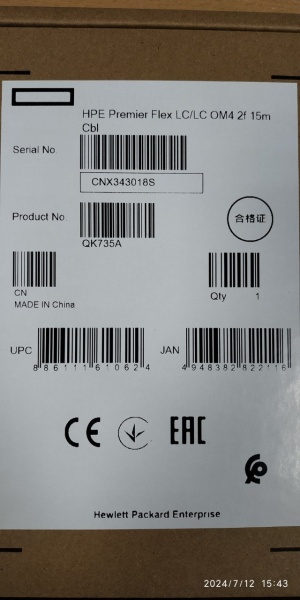 HPE Premier Flex LC/LC OM4 2f 15m
Cbl
Serial No.
CNX343018S
Product No.
合格证
QK735A
CN
MADE IN China
Qty 1
UPC
8 86111 61062 4
JAN
4 948382 822116
CE
EAC
Hewlett Packard Enterprise
2024/7/12 15:43